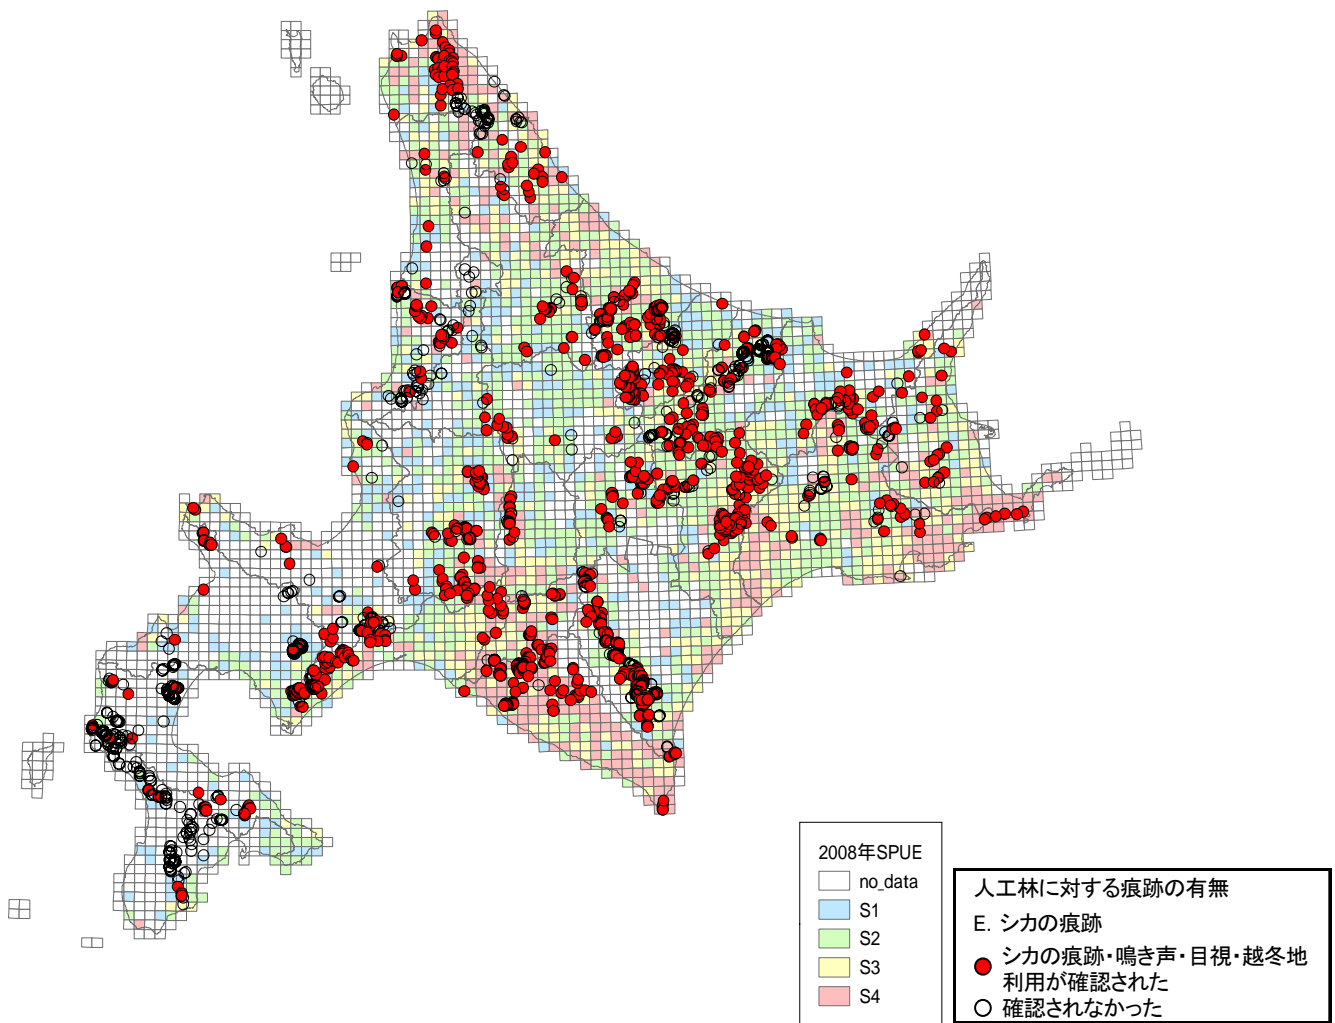 2008年SPUE
no_data
S1
S2
S3
S4
人工林に対する痕跡の有無
E. シカの痕跡
シカの痕跡・鳴き声・目視・越冬地
利用が確認された
確認されなかった